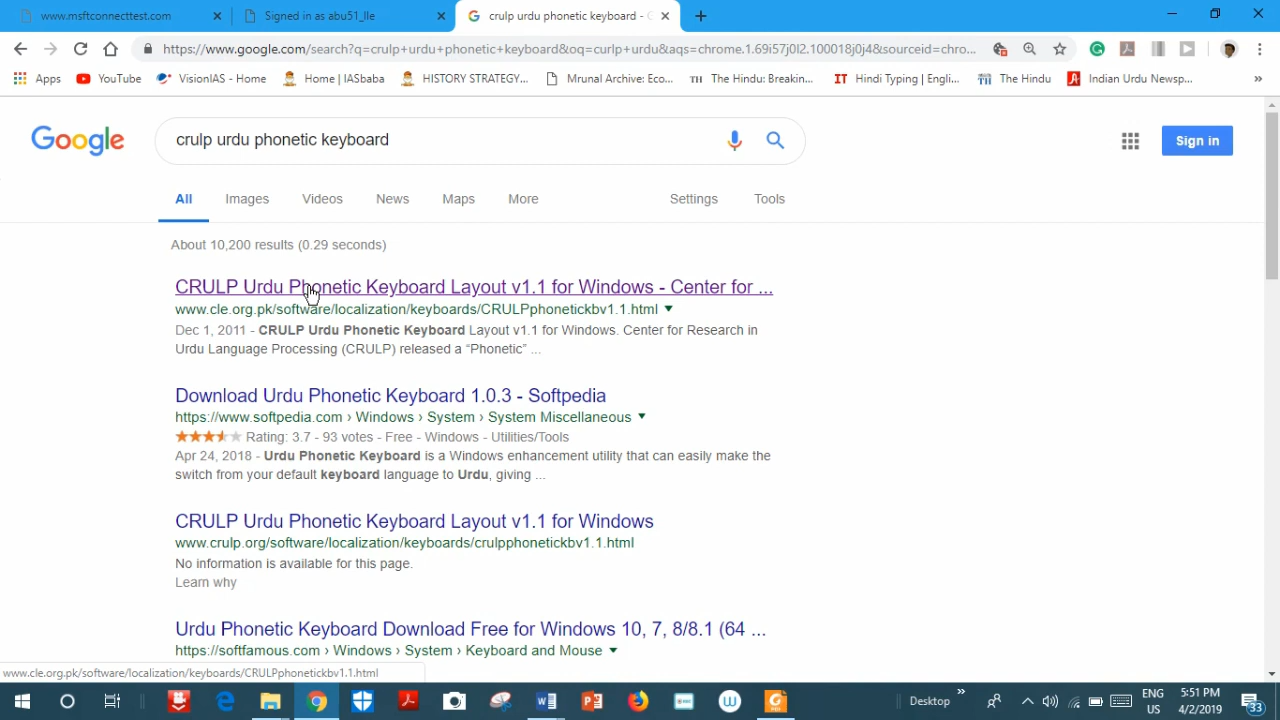 www.msftconnecttest.com
Signed in as abu51_lle
crulp urdu phonetic keyboard - G
https://www.google.com/search?q=crulp+urdu+phonetic+keyboard&oq=curlp+urdu&aqs=chrome.1.69i57j0l2.100018j0j4&sourceid=chro...
Apps
YouTube
VisionIAS - Home
Home | IASbaba
HISTORY STRATEGY...
Mrunal Archive: Eco...
TH The Hindu: Breakin...
IT Hindi Typing | Engli...
The Hindu
Indian Urdu Newsp...
»
Google
crulp urdu phonetic keyboard
Sign in
All
Images
Videos
News
Maps
More
Settings
Tools
About 10,200 results (0.29 seconds)
CRULP Urdu Phonetic Keyboard Layout v1.1 for Windows - Center for ...
www.cle.org.pk/software/localization/keyboards/CRULPphonetickbv1.1.html
Dec 1, 2011 - CRULP Urdu Phonetic Keyboard Layout v1.1 for Windows. Center for Research in
Urdu Language Processing (CRULP) released a “Phonetic” ...
Download Urdu Phonetic Keyboard 1.0.3 - Softpedia
https://www.softpedia.com › Windows › System › System Miscellaneous
Rating: 3.7 - 93 votes - Free - Windows - Utilities/Tools
Apr 24, 2018 - Urdu Phonetic Keyboard is a Windows enhancement utility that can easily make the
switch from your default keyboard language to Urdu, giving ...
CRULP Urdu Phonetic Keyboard Layout v1.1 for Windows
www.crulp.org/software/localization/keyboards/crulpphonetickbv1.1.html
No information is available for this page.
Learn why
Urdu Phonetic Keyboard Download Free for Windows 10, 7, 8/8.1 (64 ...
https://softfamous.com › Windows › System › Keyboard and Mouse
www.cle.org.pk/software/localization/keyboards/CRULPphonetickbv1.1.html
Desktop
»
ENG
US
5:51 PM
4/2/2019
33